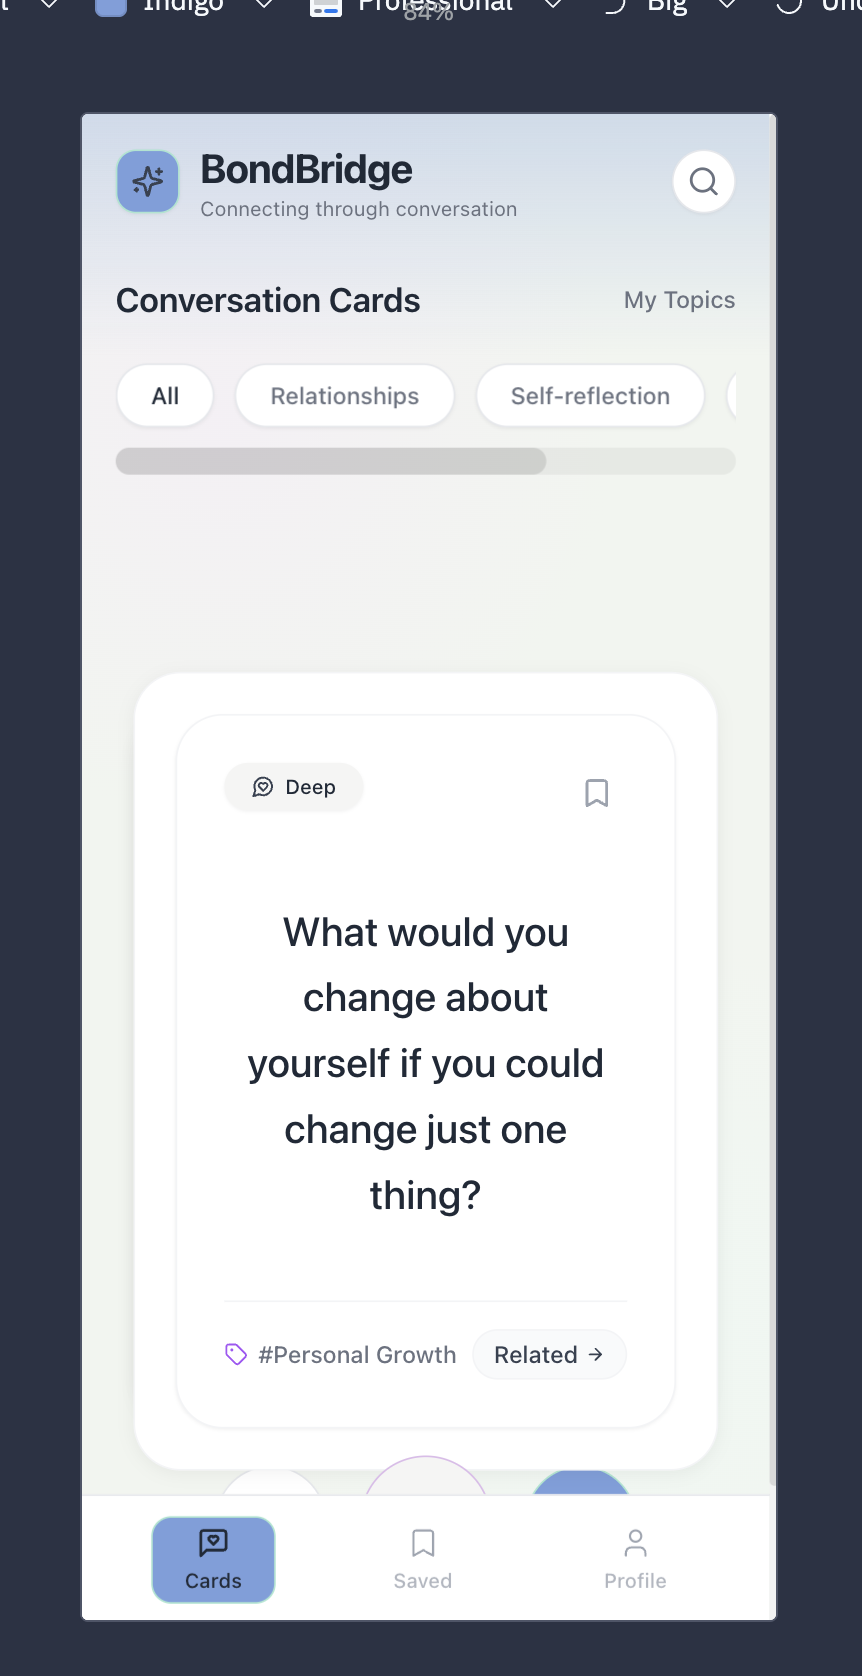 Indigo
Professional
Big
84%
BondBridge
Connecting through conversation
Conversation Cards
My Topics
All
Relationships
Self-reflection
Deep
What would you
change about
yourself if you could
change just one
thing?
#Personal Growth
Related
Cards
Saved
Profile